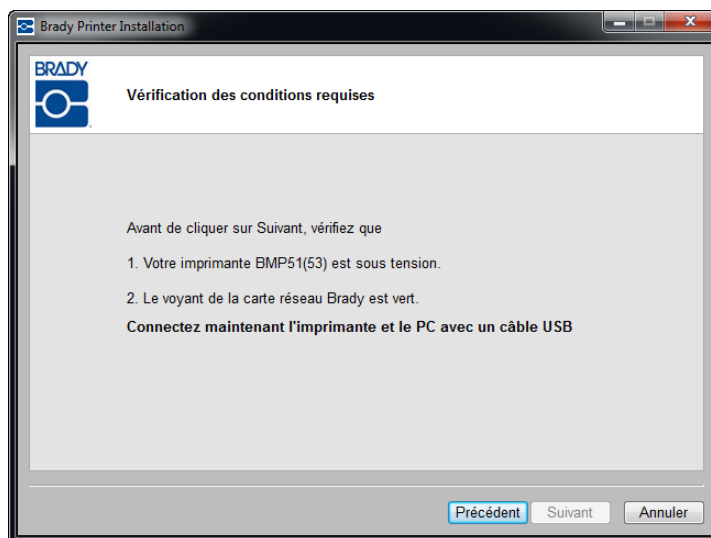 Brady Printer Installation
BRADY
Vérification des conditions requises
Avant de cliquer sur Suivant, vérifiez que
1. Votre imprimante BMP51(53) est sous tension.
2. Le voyant de la carte réseau Brady est vert.
Connectez maintenant l'imprimante et le PC avec un câble USB
Précédent Suivant Annuler